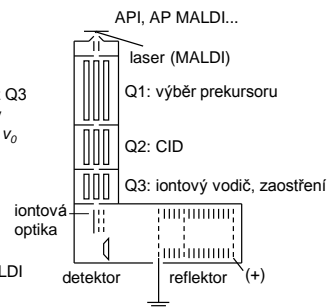 API, AP MALDI...
laser (MALDI)
Q3
Q1: výběr prekursoru
v0
Q2: CID
Q3: iontový vodič, zaostření
iontová
optika
LDI
detektor
reflektor
(+)